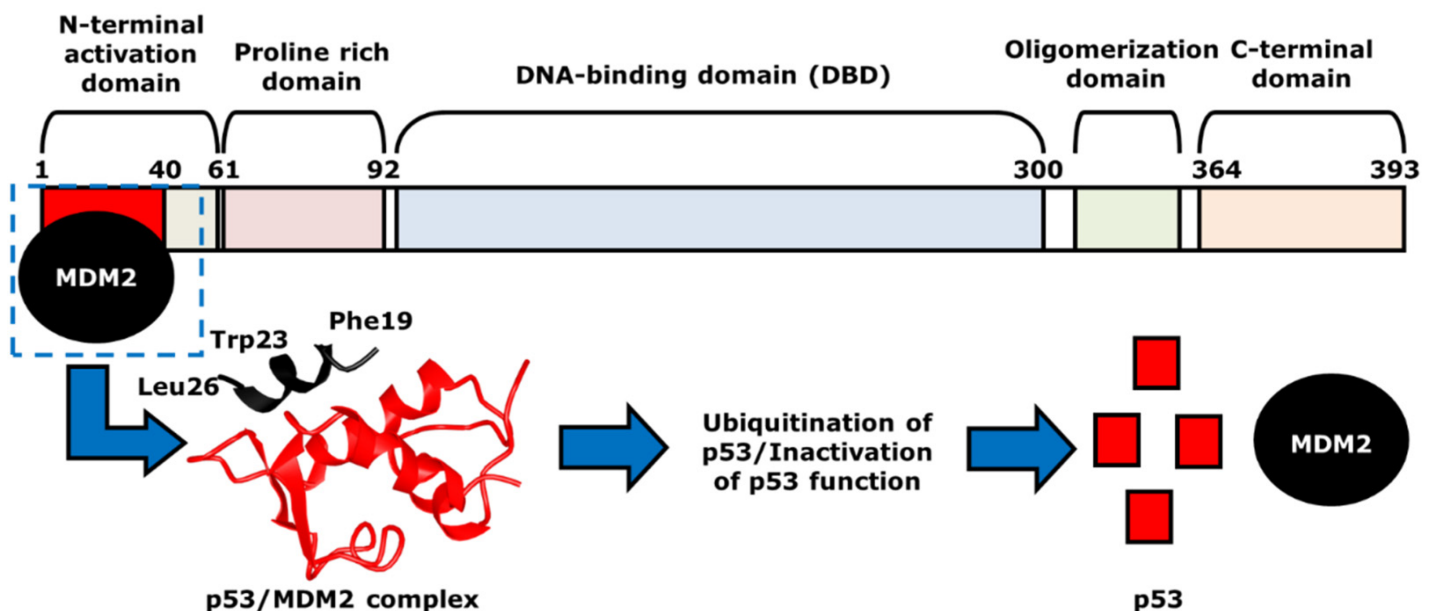 N-terminal
activation
domain
Proline rich
domain
DNA-binding domain (DBD)
Oligomerization
domain
C-terminal
domain
1
40
61
92
300
364
393
MDM2
Trp23
Phe19
Leu26
Ubiquitination of
p53/Inactivation
of p53 function
MDM2
p53/MDM2 complex
p53